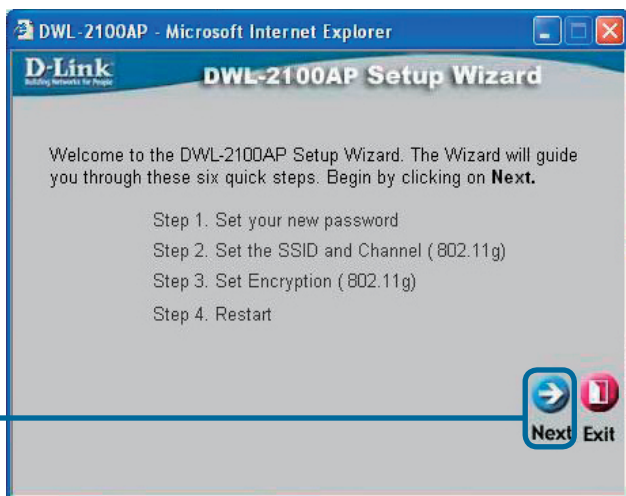 DWL-2100AP - Microsoft Internet Explorer
D-Link
Building Networks for People
DWL-2100AP Setup Wizard
Welcome to the DWL-2100AP Setup Wizard. The Wizard will guide
you through these six quick steps. Begin by clicking on Next.
Step 1. Set your new password
Step 2. Set the SSID and Channel ( 802.11g)
Step 3. Set Encryption ( 802.11g)
Step 4. Restart
Next Exit